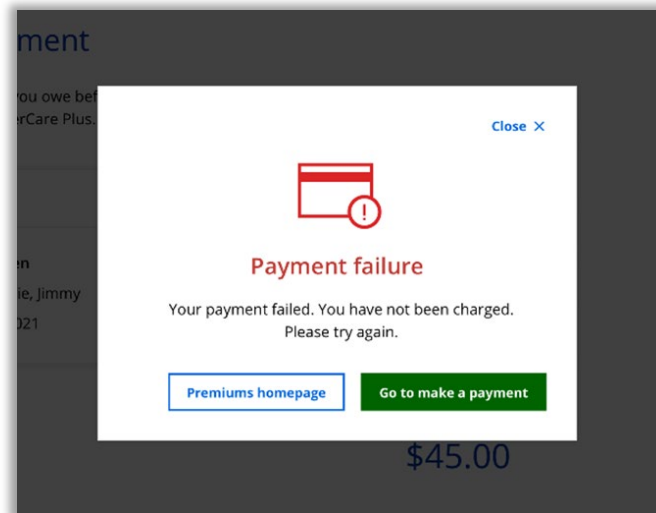 ment
you owe bef
erCare Plus.
Close ×
Payment failure
en
ie, Jimmy
Your payment failed. You have not been charged.
021
Please try again.
Premiums homepage
Go to make a payment
$45.00